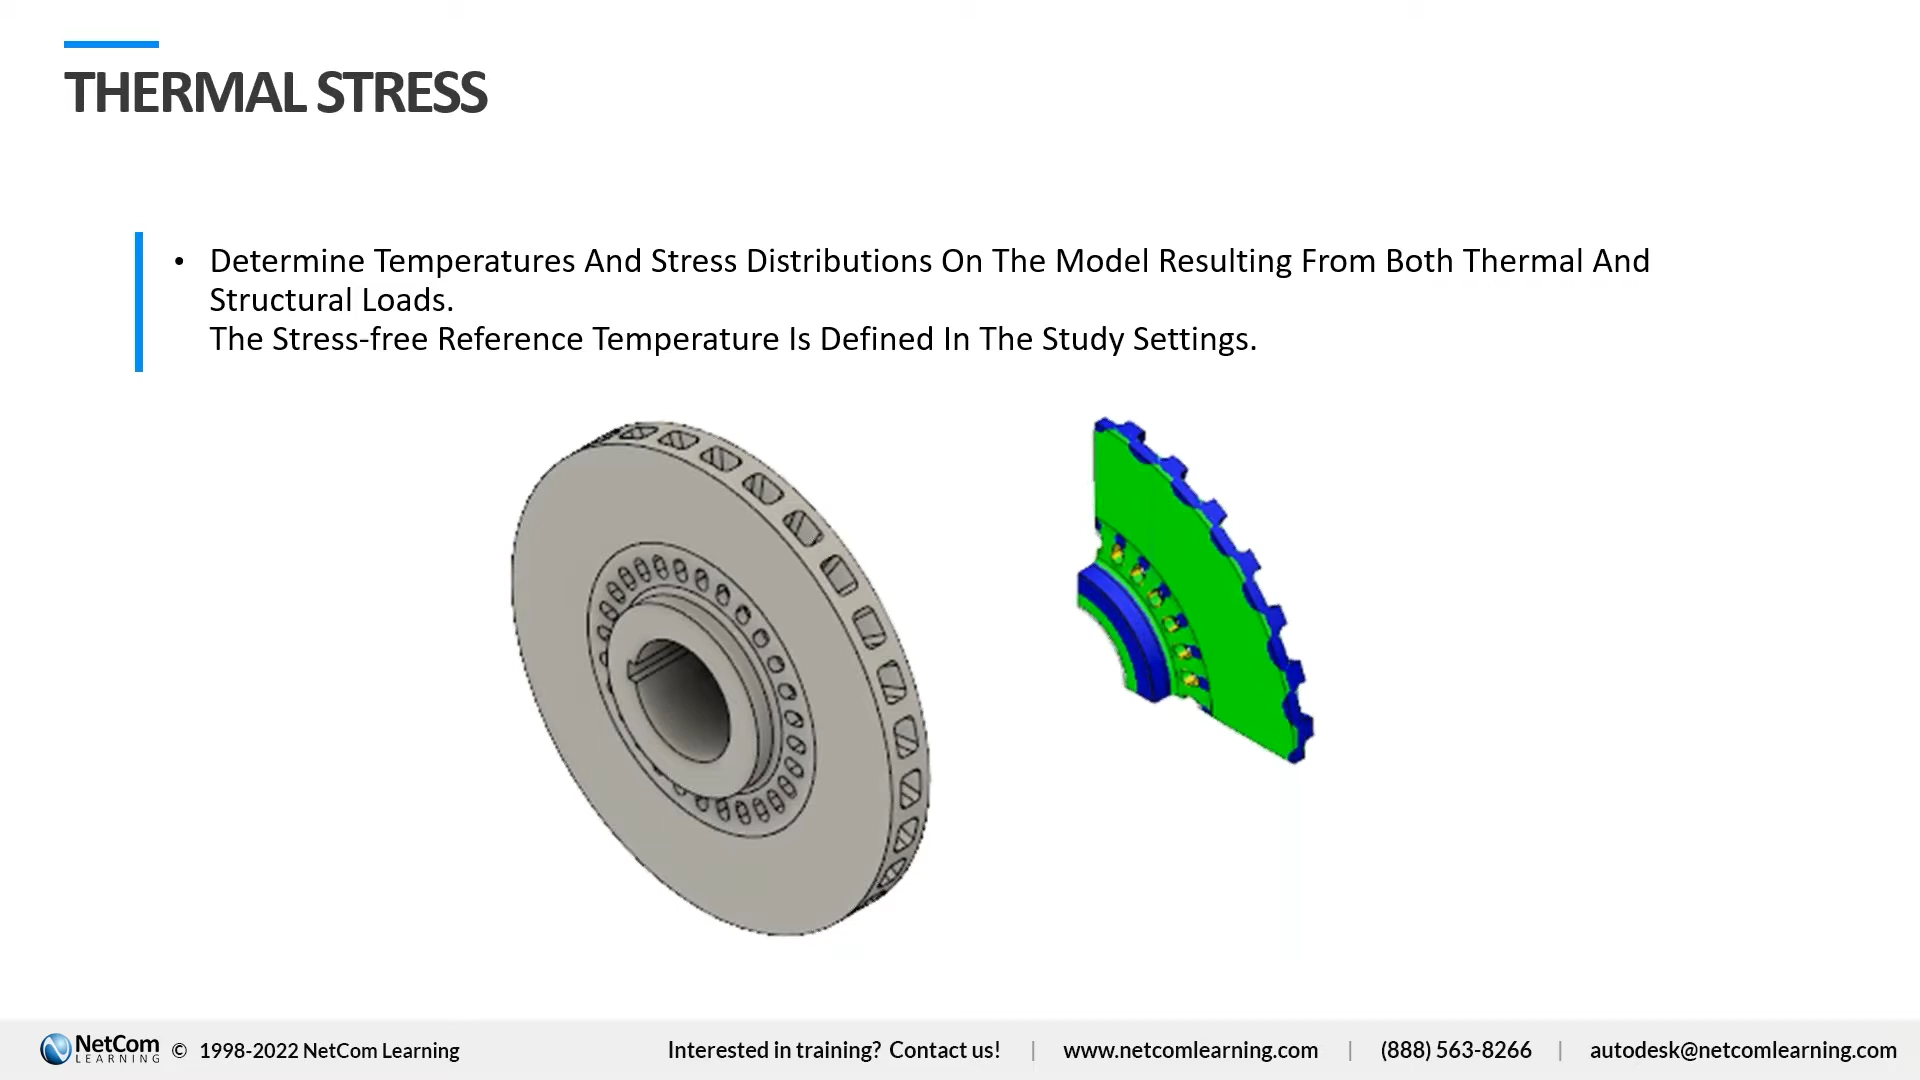 THERMAL STRESS
• Determine Temperatures And Stress Distributions On The Model Resulting From Both Thermal And
Structural Loads.
The Stress-free Reference Temperature Is Defined In The Study Settings.
NetCom
LEARNING
© 1998-2022 NetCom Learning
Interested in training? Contact us! | www.netcomlearning.com | (888) 563-8266 | autodesk@netcomlearning.com